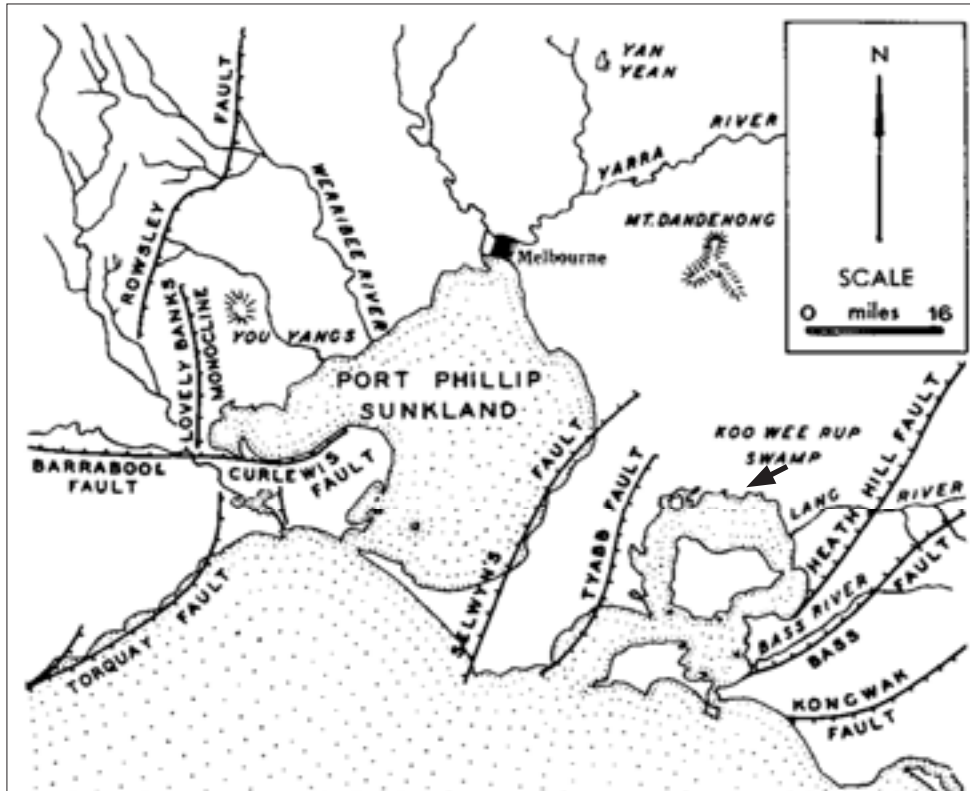 YAN
YEAN
N
FAULT
RIVER
YARRA
WERRIBEE RIVER
MT. DANDENONG
Melbourne
ROWSLEY
SCALE
0 miles 16
LOVELY BANKS
MONOCLINE
YOU YANGS
PORT PHILLIP
SUNKLAND
KOO WEE RUP
SWAMP
BARRABOOL
FAULT
CURLEWIS
FAULT
SELWYN'S FAULT
TYABB FAULT
LANG RIVER
HEATH HILL FAULT
BASS RIVER
BASS FAULT
TORQUAY FAULT
KONGWAK
FAULT